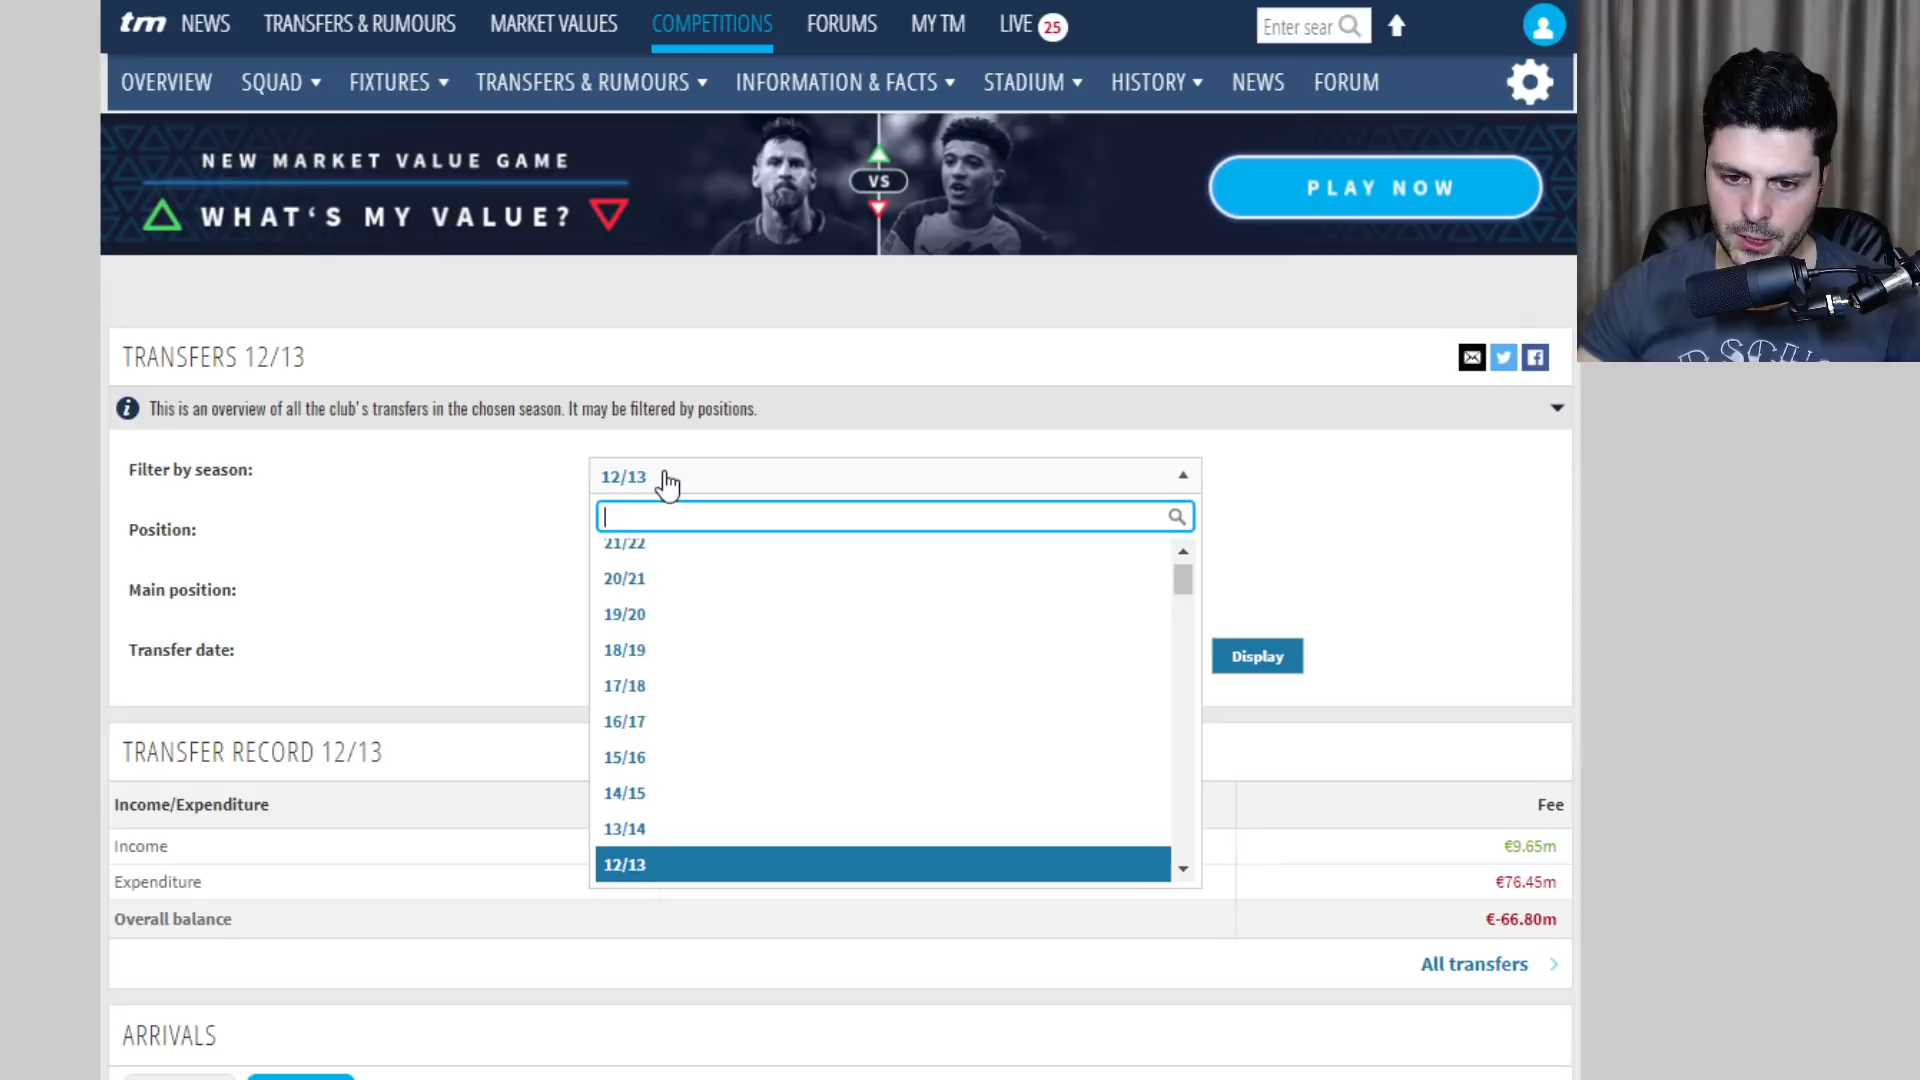 tm NEWS TRANSFERS & RUMOURS MARKET VALUES COMPETITIONS FORUMS MY TM LIVE 25 Enter sear
OVERVIEW SQUAD FIXTURES TRANSFERS & RUMOURS INFORMATION & FACTS STADIUM HISTORY NEWS FORUM
NEW MARKET VALUE GAME
WHAT'S MY VALUE?
VS
PLAY NOW
TRANSFERS 12/13
This is an overview of all the club's transfers in the chosen season. It may be filtered by positions.
Filter by season:
12/13
Position:
21/22
20/21
Main position:
19/20
Transfer date:
18/19
Display
17/18
16/17
15/16
14/15
13/14
12/13
TRANSFER RECORD 12/13
Income/Expenditure Fee
Income €9.65m
Expenditure €76.45m
Overall balance €-66.80m
All transfers
ARRIVALS